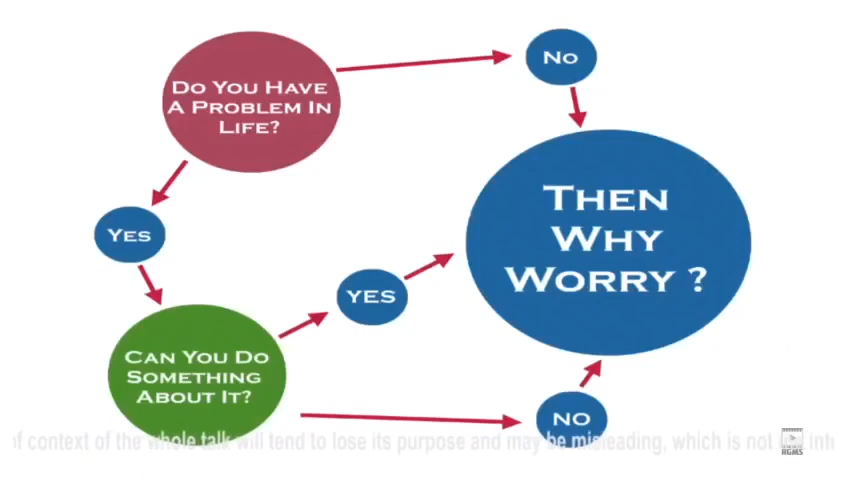 DO YOU HAVE
A PROBLEM IN
LIFE?
NO
YES
THEN
WHY
WORRY ?
YES
CAN YOU DO
SOMETHING
ABOUT IT?
NO
of context of the whole talk will tend to lose its purpose and may be misleading, which is not
RGMS